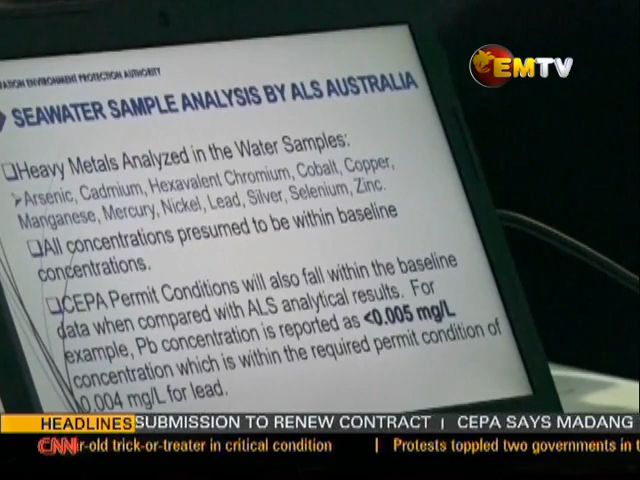 EMTV
VATION ENVIRONMENT PROTECTION AUTHORITY
SEAWATER SAMPLE ANALYSIS BY ALS AUSTRALIA
Heavy Metals Analyzed in the Water Samples:
Arsenic, Cadmium, Hexavalent Chromium, Cobalt, Copper,
Manganese, Mercury, Nickel, Lead, Silver, Selenium, Zinc.
All concentrations presumed to be within baseline
concentrations.
CEPA Permit Conditions will also fall within the baseline
data when compared with ALS analytical results. For
example, Pb concentration is reported as <0.005 mg/L
concentration which is within the required permit condition of
0.004 mg/L for lead.
HEADLINES SUBMISSION TO RENEW CONTRACT | CEPA SAYS MADANG
CNN r-old trick-or-treater in critical condition | Protests toppled two governments in t